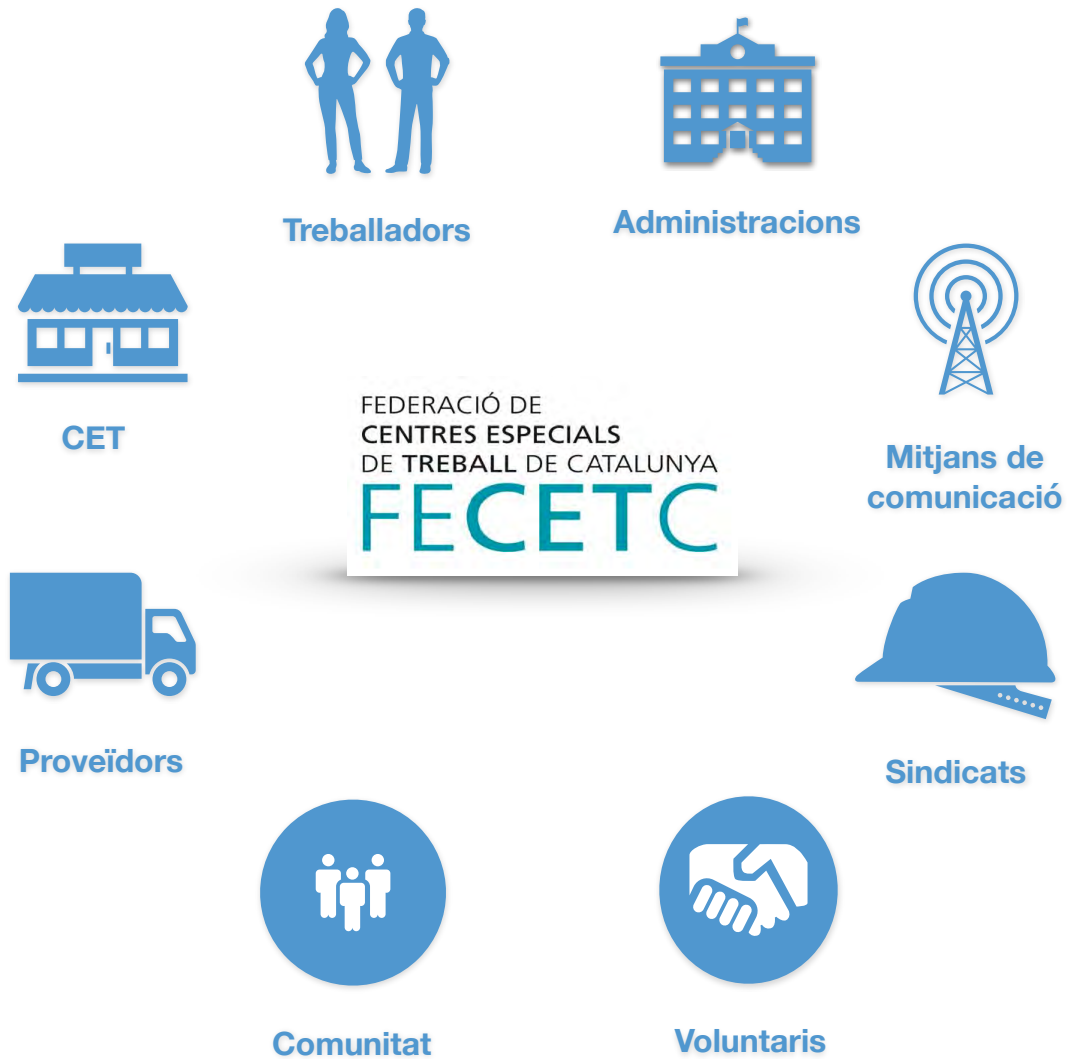 Treballadors
Administracions
CET
Mitjans de
comunicació
FEDERACIÓ DE
CENTRES ESPECIALS
DE TREBALL DE CATALUNYA
FECETC
Proveïdors
Sindicats
Comunitat
Voluntaris